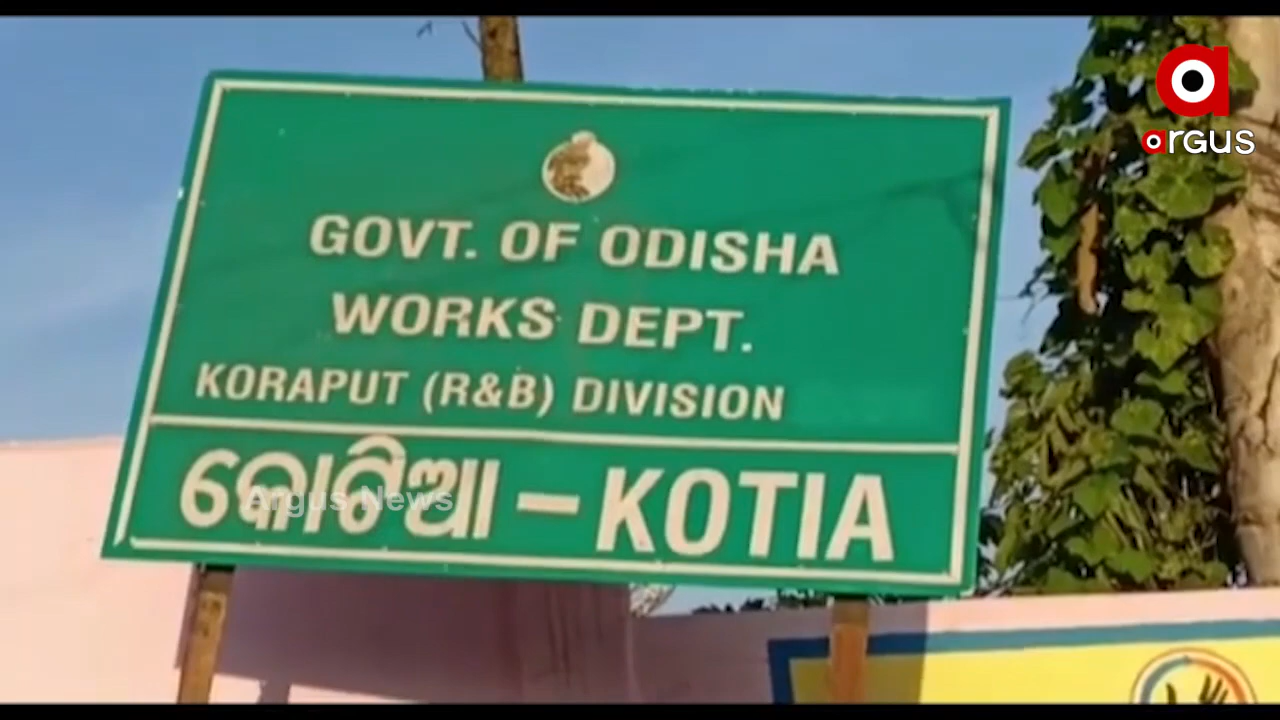 GOVT. OF ODISHA
WORKS DEPT.
KORAPUT (R&B) DIVISION
କୋଟିଆ – KOTIA
Argus News
argus